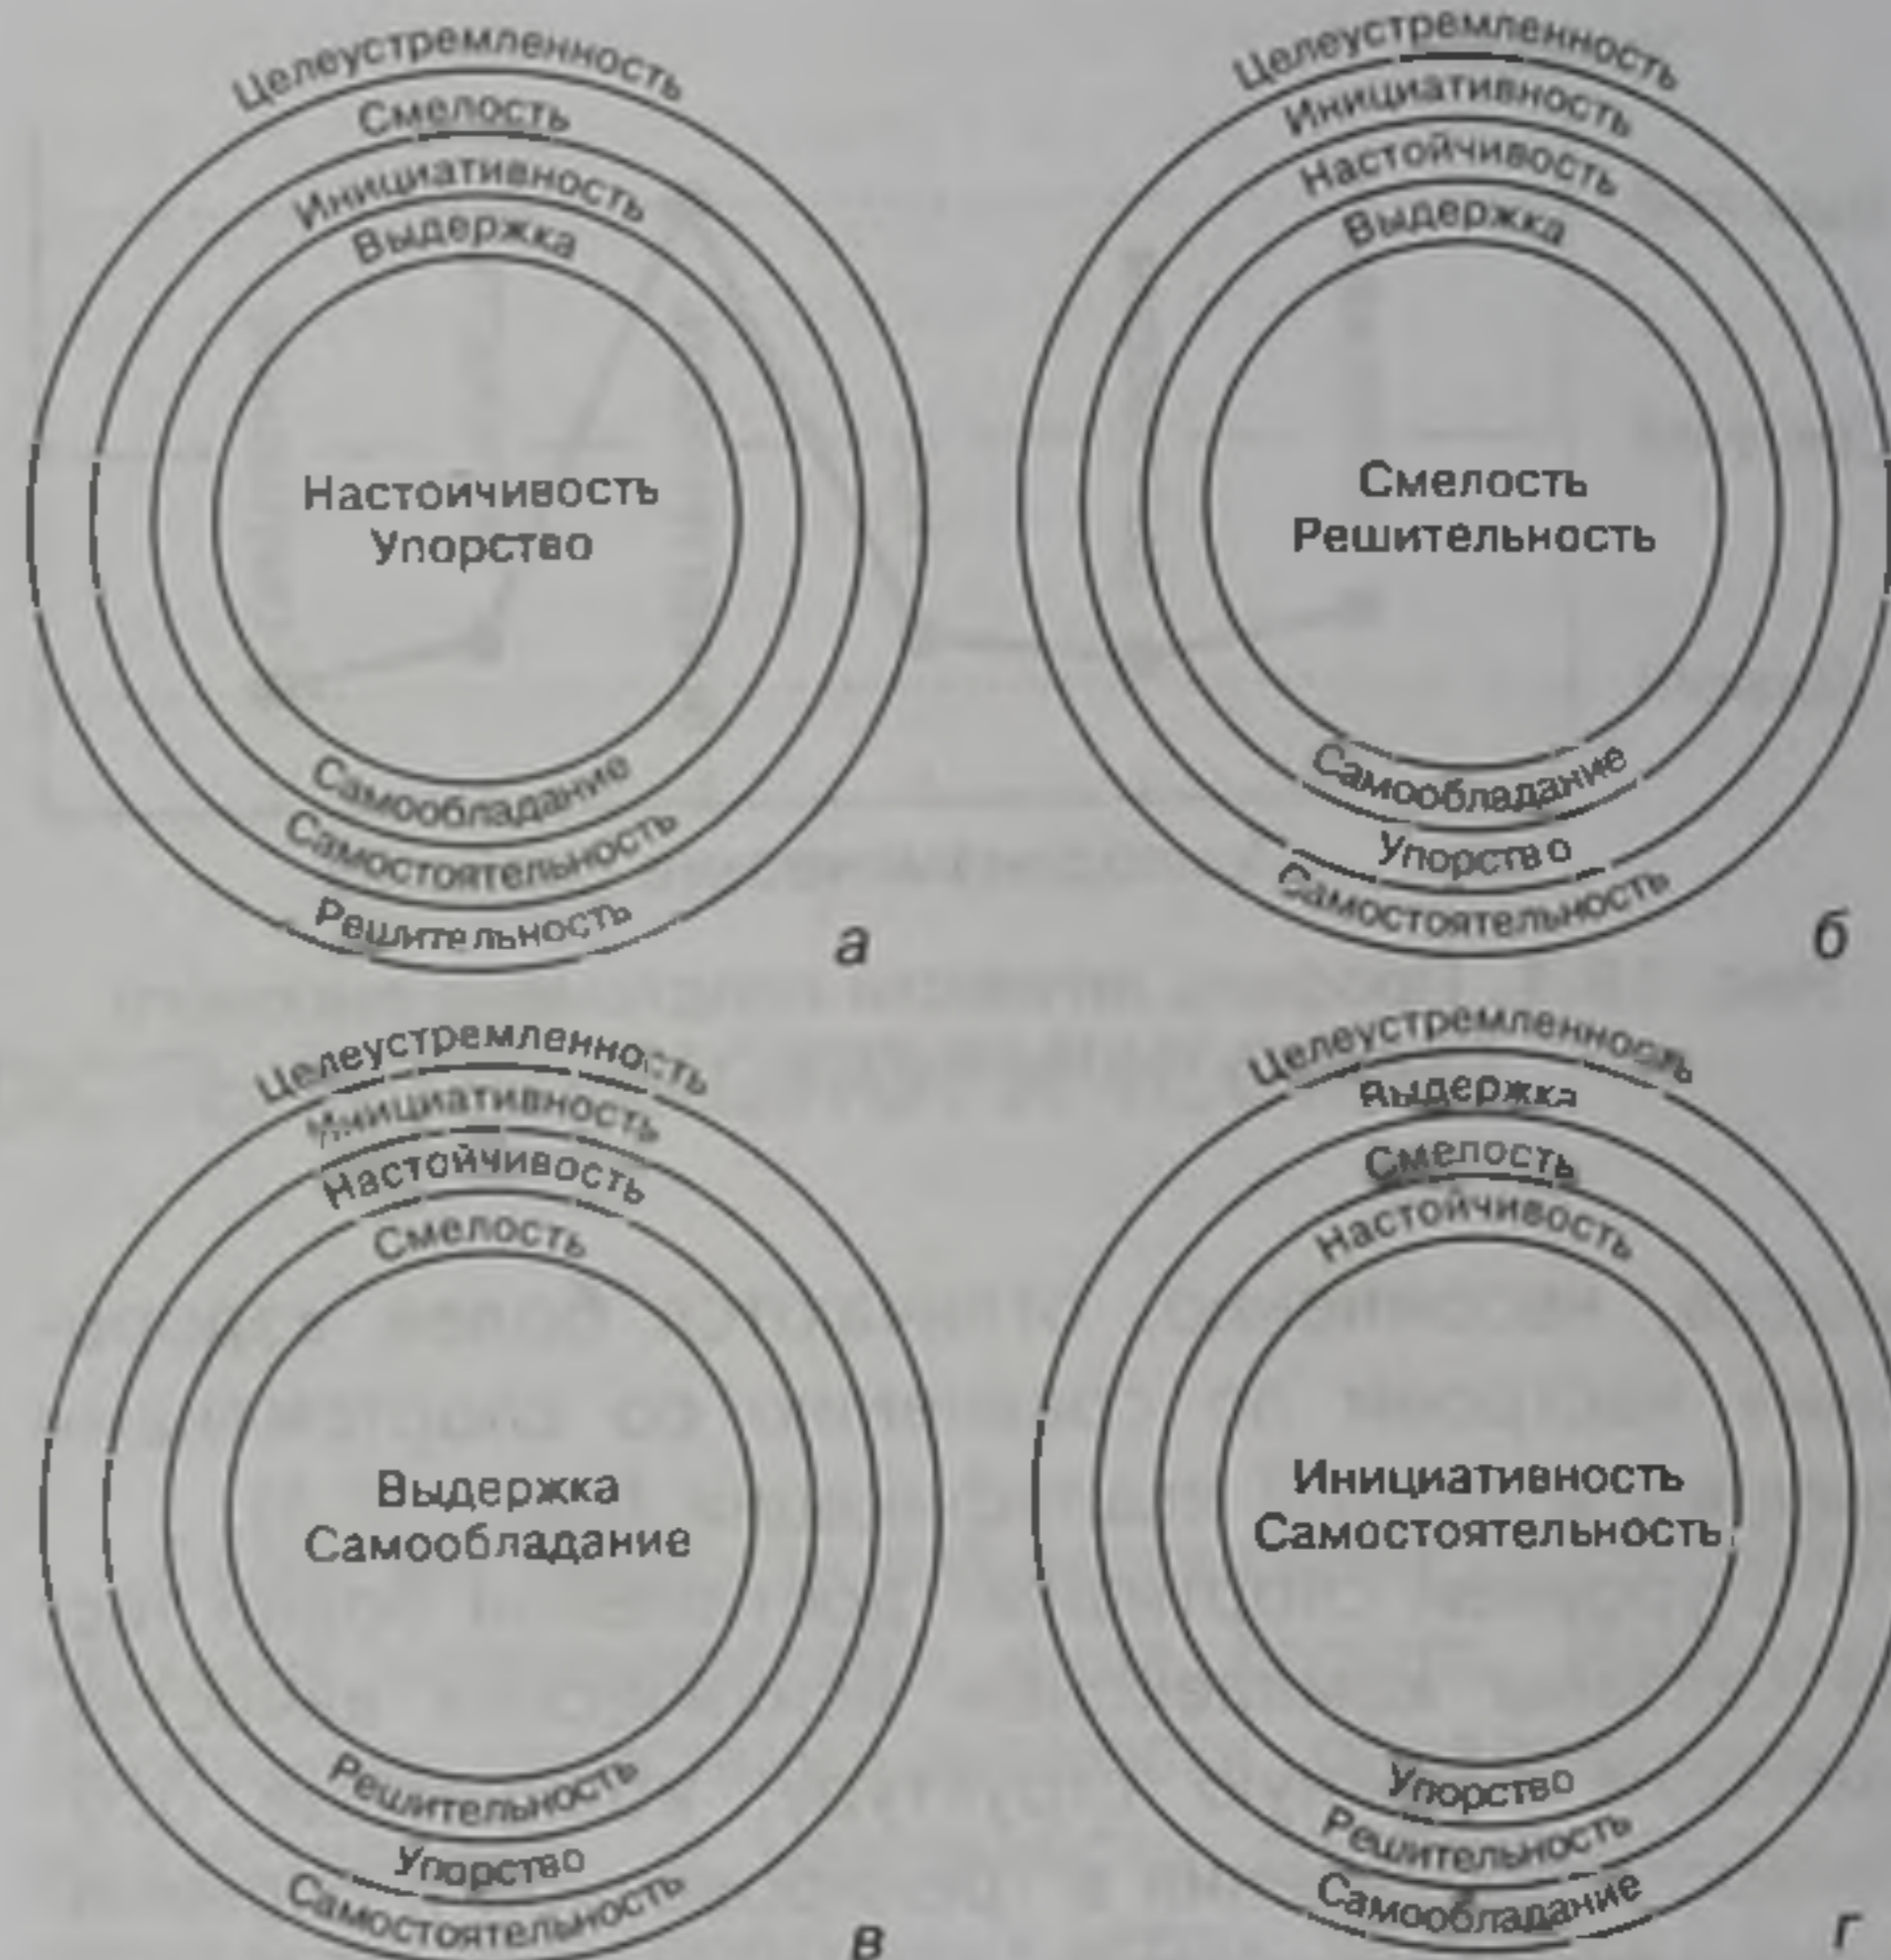 Целеустремленность
Смелость
Инициативность
Выдержка
Настойчивость
Упорство
Самообладание
Самостоятельность
Решительность
а
Целеустремленность
Инициативность
Настойчивость
Выдержка
Смелость
Решительность
Самообладание
Упорство
Самостоятельность
б
Целеустремленность
Инициативность
Настойчивость
Смелость
Выдержка
Самообладание
Решительность
Упорство
Самостоятельность
в
Целеустремленность
Выдержка
Смелость
Настойчивость
Инициативность
Самостоятельность
Упорство
Решительность
Самообладание
г